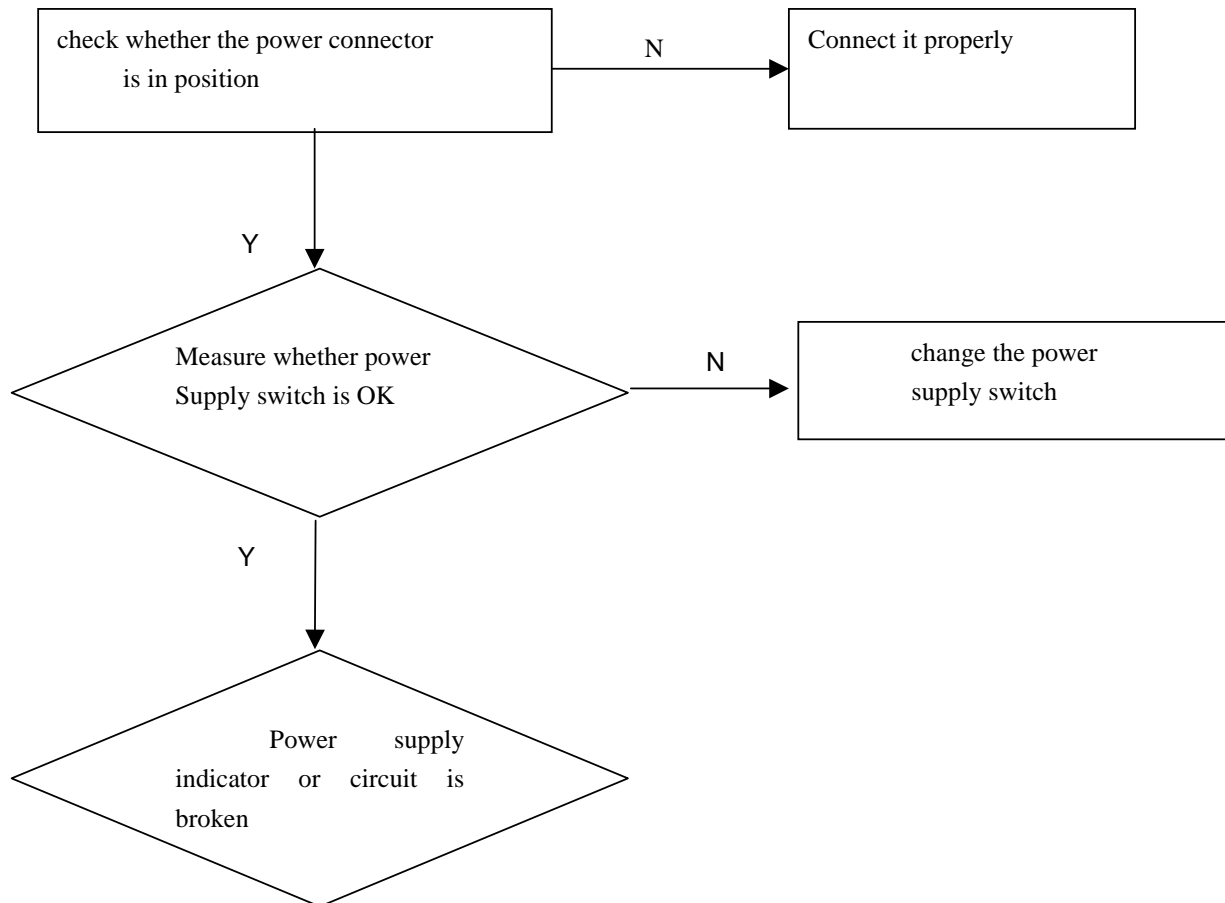 check whether the power connector
is in position
N
Connect it properly
Y
Measure whether power
Supply switch is OK
N
change the power
supply switch
Y
Power supply
indicator or circuit is
broken